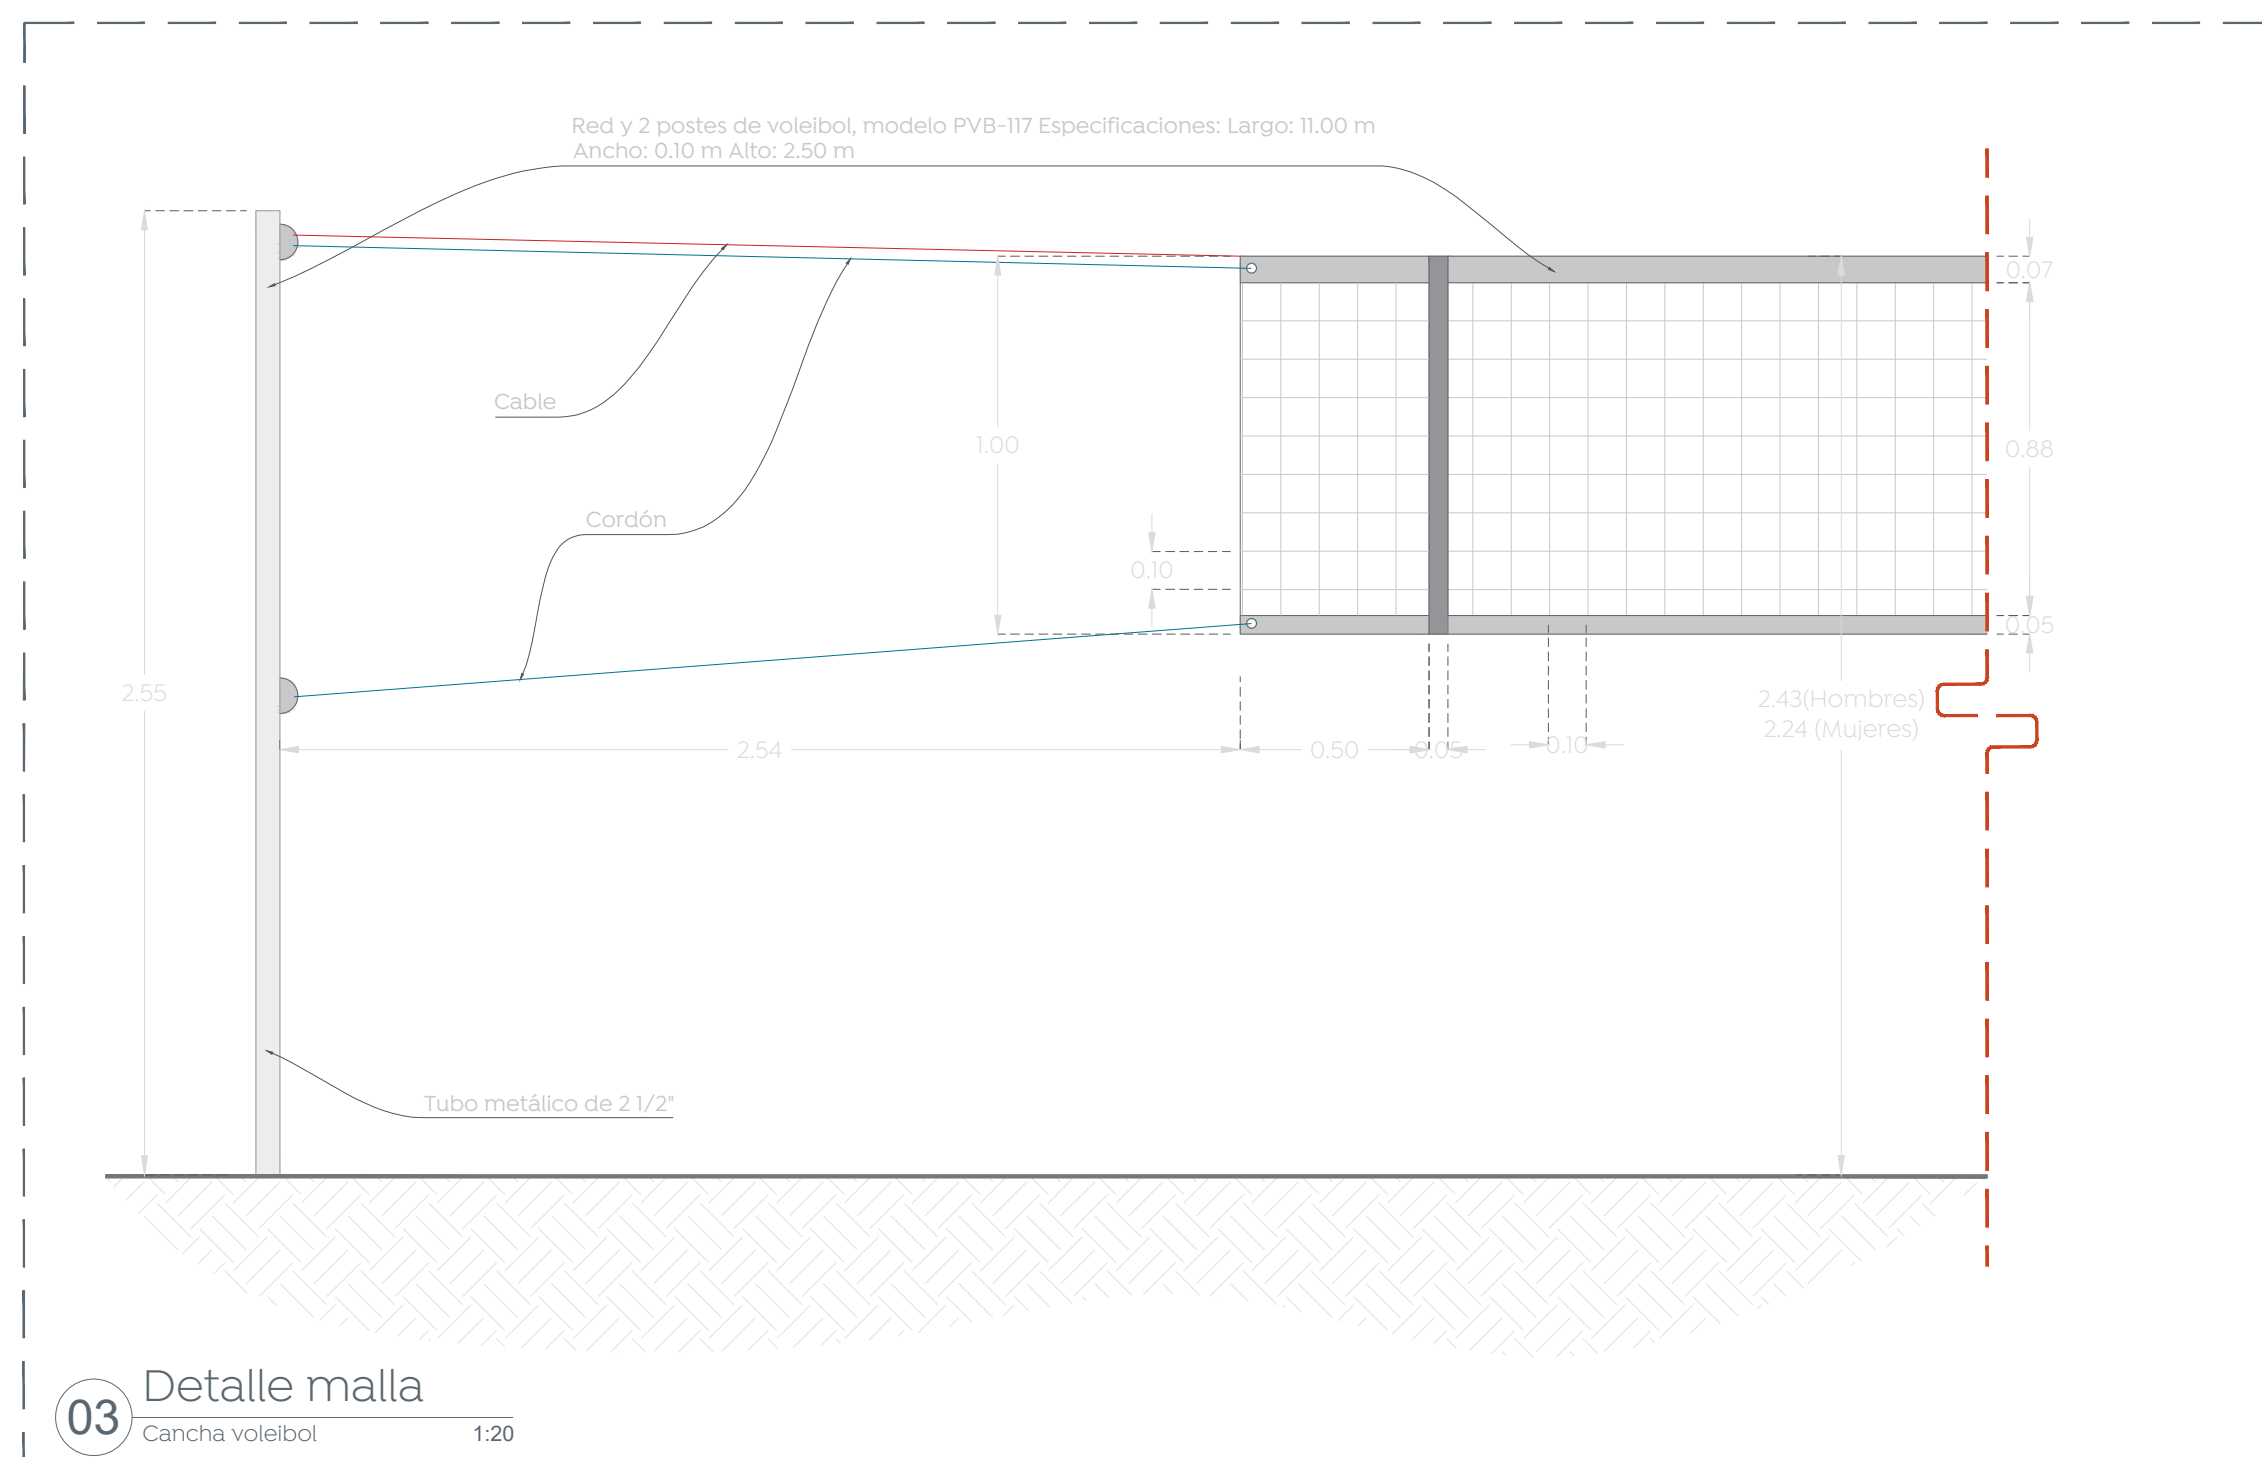 Red y 2 postes de voleibol, modelo PVB-117 Especificaciones: Largo: 11.00 m
Ancho: 0.10 m Alto: 2.50 m
0.07
Cable
1.00
0.88
Cordón
0.10
0.05
2.55
2.43(Hombres)
2.24 (Mujeres)
2.54
0.50
0.05
0.10
Tubo metálico de 2 1/2"
03
Detalle malla
Cancha voleibol
1:20